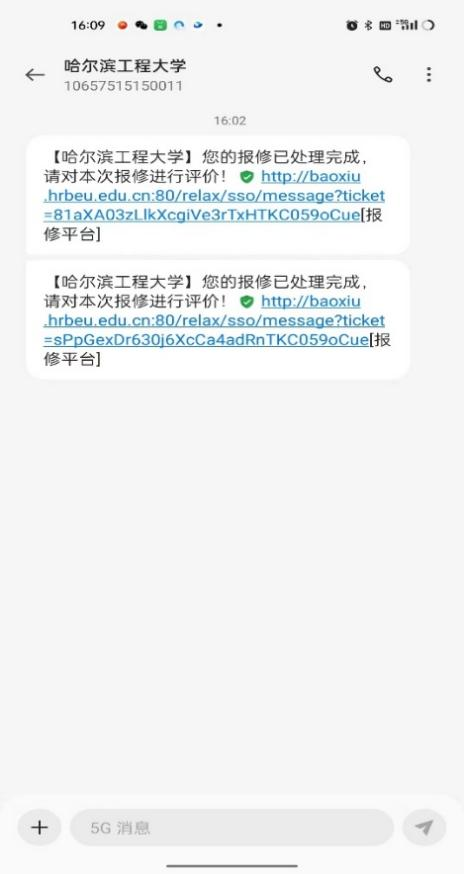 16:09
哈尔滨工程大学
10657515150011
16:02
【哈尔滨工程大学】您的报修已处理完成，
请对本次报修进行评价！ http://baoxiu
.hrbeu.edu.cn:80/relax/sso/message?ticket
=81aXA03zLlkXcgiVe3rTxHTKC059oCue[报
修平台]
【哈尔滨工程大学】您的报修已处理完成，
请对本次报修进行评价！ http://baoxiu
.hrbeu.edu.cn:80/relax/sso/message?ticket
=sPpGexDr630j6XcCa4adRnTKC059oCue[报
修平台]
5G 消息